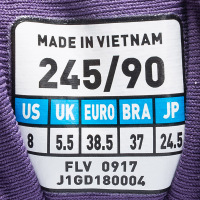 MADE IN VIETNAM
245/90
US UK EURO BRA JP
8 5.5 38.5 37 24.5
FLV 0917
J1GD180004